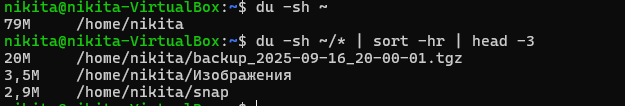 nikita@nikita-VirtualBox:~$ du -sh ~
79M /home/nikita
nikita@nikita-VirtualBox:~$ du -sh ~/* | sort -hr | head -3
20M /home/nikita/backup_2025-09-16_20-00-01.tgz
3,5M /home/nikita/Изображения
2,9M /home/nikita/snap